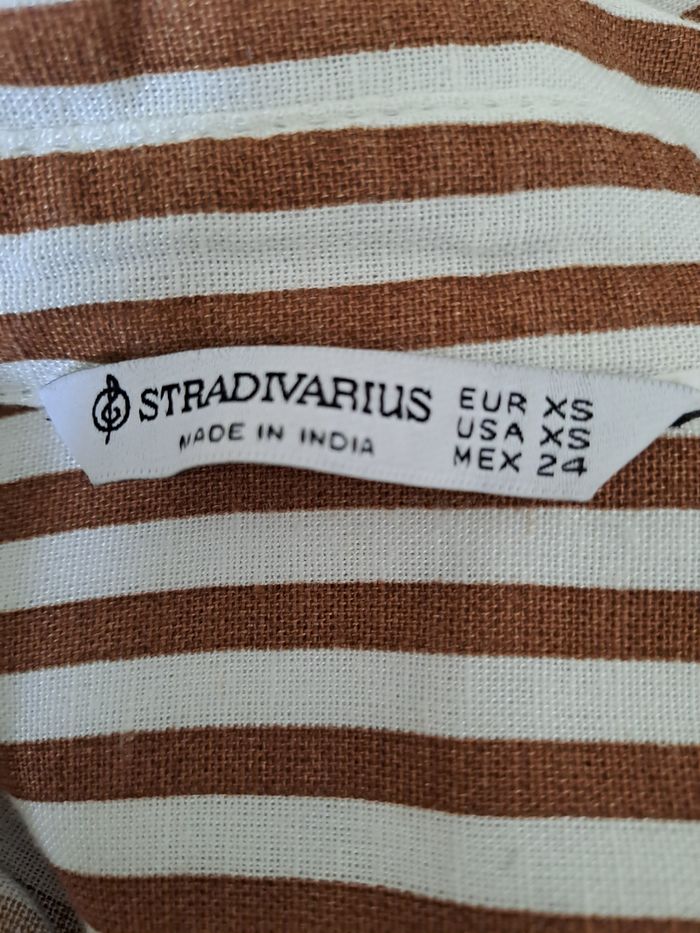 STRADIVARIUS
MADE IN INDIA
EUR XS
USA XS
MEX 24